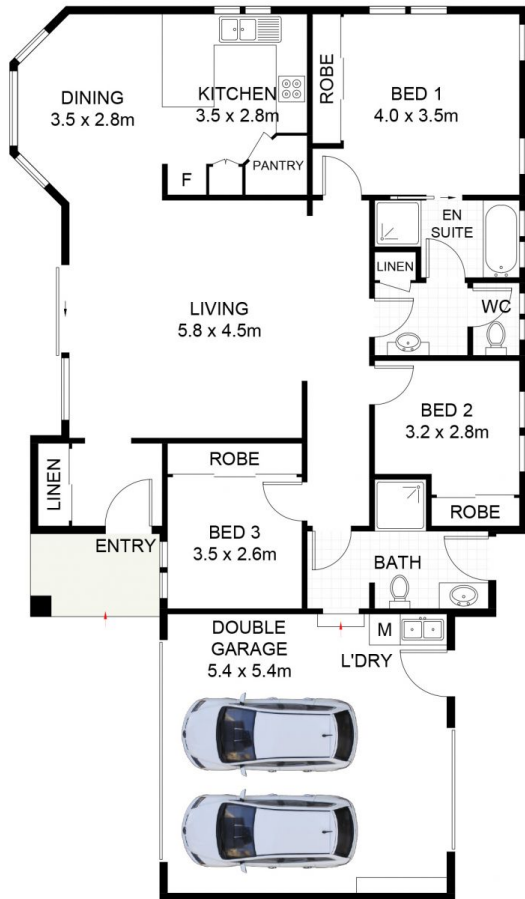 DINING
3.5 x 2.8m
KITCHEN
3.5 x 2.8m
ROBE
BED 1
4.0 x 3.5m
F
PANTRY
EN
SUITE
LINEN
WC
LIVING
5.8 x 4.5m
BED 2
3.2 x 2.8m
ROBE
LINEN
ENTRY
ROBE
BED 3
3.5 x 2.6m
BATH
DOUBLE
GARAGE
5.4 x 5.4m
M
L'DRY